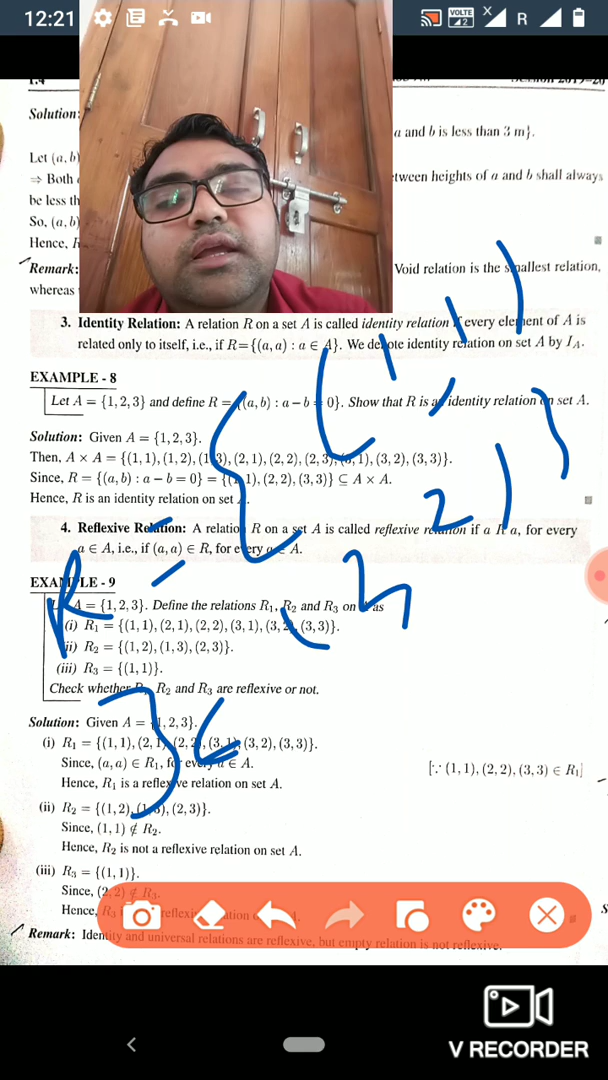 12:21
VOLTE
R
1.4
Solution:
a and b is less than 3 m}.
Let (a, b)
⇒ Both
tween heights of a and b shall always
be less th
So, (a, b)
Hence, R
Remark:
Void relation is the smallest relation,
whereas
3. Identity Relation: A relation R on a set A is called identity relation if every element of A is
related only to itself, i.e., if R={(a, a) : a ∈ A}. We denote identity relation on set A by I_A.
EXAMPLE - 8
Let A = {1, 2, 3} and define R = {(a, b) : a – b = 0}. Show that R is an identity relation on set A.
Solution: Given A = {1, 2, 3}.
Then, A × A = {(1, 1), (1, 2), (1, 3), (2, 1), (2, 2), (2, 3), (3, 1), (3, 2), (3, 3)}.
Since, R = {(a, b) : a – b = 0} = {(1, 1), (2, 2), (3, 3)} ⊆ A × A.
Hence, R is an identity relation on set
4. Reflexive Relation: A relation R on a set A is called reflexive relation if a R a, for every
a ∈ A, i.e., if (a, a) ∈ R, for every a ∈ A.
EXAMPLE - 9
A = {1, 2, 3}. Define the relations R₁, R₂ and R₃ on as
(i) R₁ = {(1, 1), (2, 1), (2, 2), (3, 1), (3, 2), (3, 3)}.
(ii) R₂ = {(1, 2), (1, 3), (2, 3)}.
(iii) R₃ = {(1, 1)}.
Check whether R₂ and R₃ are reflexive or not.
Solution: Given A = {1, 2, 3}.
(i) R₁ = {(1, 1), (2, 1), (2, 2), (3, 1), (3, 2), (3, 3)}.
Since, (a, a) ∈ R₁, for every a ∈ A. [∵ (1, 1), (2, 2), (3, 3) ∈ R₁]
Hence, R₁ is a reflexive relation on set A.
(ii) R₂ = {(1, 2), (1, 3), (2, 3)}.
Since, (1, 1) ∉ R₂.
Hence, R₂ is not a reflexive relation on set A.
(iii) R₃ = {(1, 1)}.
Since, (2, 2) ∉ R₃.
Hence,
Remark: Identity and universal relations are reflexive, but empty relation is not reflexive.
R = { (1, 1)
2, )
(3
3
V RECORDER